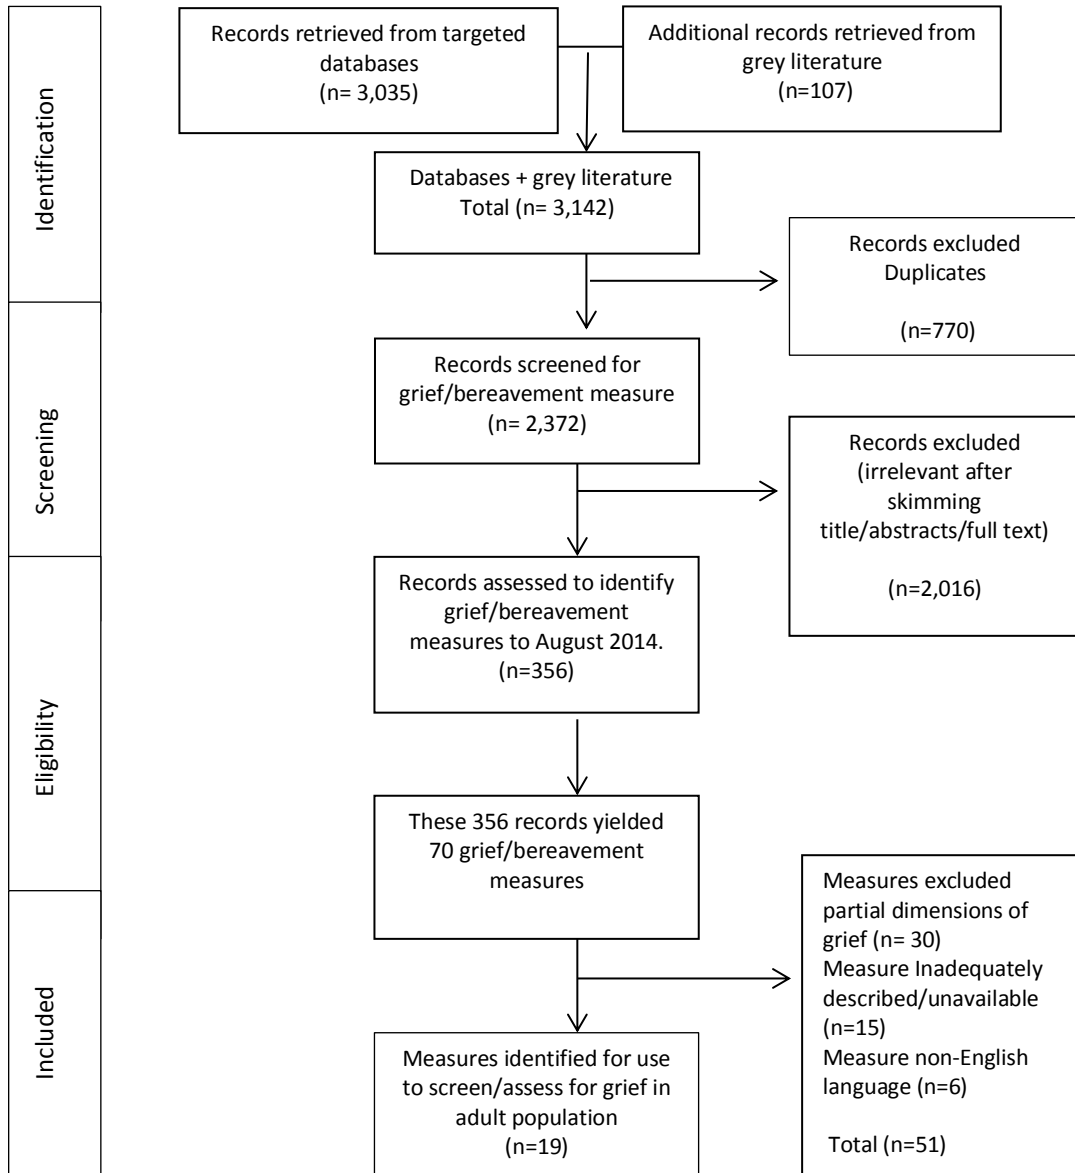 Identification
Records retrieved from targeted
databases
(n= 3,035)
Additional records retrieved from
grey literature
(n=107)
Databases + grey literature
Total (n= 3,142)
Records excluded
Duplicates
(n=770)
Screening
Records screened for
grief/bereavement measure
(n= 2,372)
Records excluded
(irrelevant after
skimming
title/abstracts/full text)
(n=2,016)
Eligibility
Records assessed to identify
grief/bereavement
measures to August 2014.
(n=356)
These 356 records yielded
70 grief/bereavement
measures
Measures excluded
partial dimensions of
grief (n= 30)
Measure Inadequately
described/unavailable
(n=15)
Measure non-English
language (n=6)
Total (n=51)
Included
Measures identified for use
to screen/assess for grief in
adult population
(n=19)